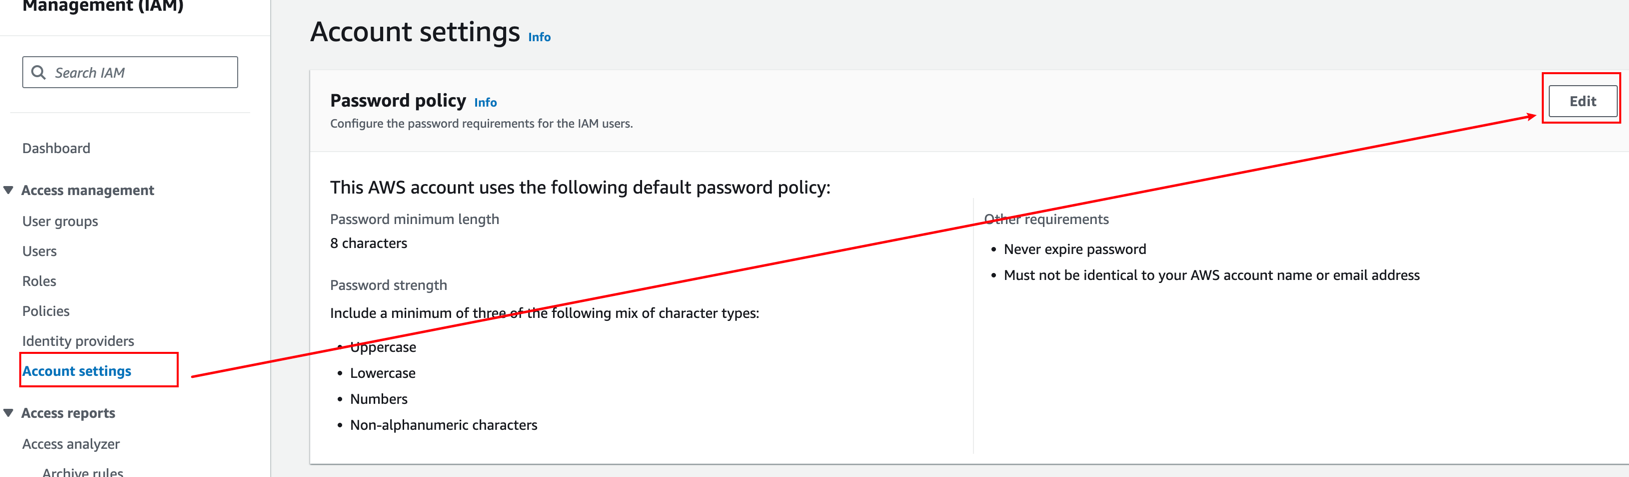 Management (IAM)
Search IAM
Dashboard
Access management
User groups
Users
Roles
Policies
Identity providers
Account settings
Access reports
Access analyzer
Archive rules
Account settings Info
Password policy Info
Configure the password requirements for the IAM users.
Edit
This AWS account uses the following default password policy:
Password minimum length
8 characters
Password strength
Include a minimum of three of the following mix of character types:
• Uppercase
• Lowercase
• Numbers
• Non-alphanumeric characters
Other requirements
• Never expire password
• Must not be identical to your AWS account name or email address